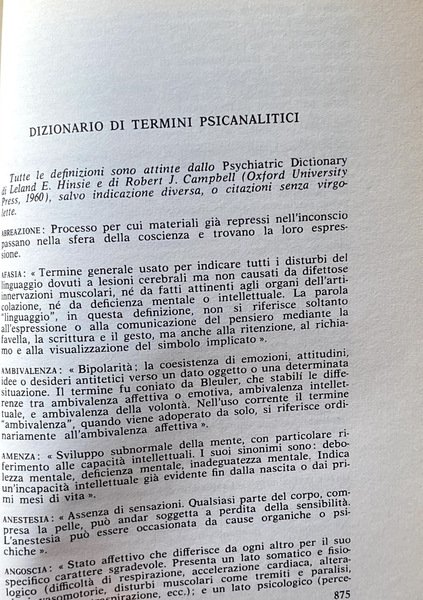 DIZIONARIO DI TERMINI PSICANALITICI
Tutte le definizioni sono attinte dallo Psychiatric Dictionary
di Leland E. Hinsie e di Robert J. Campbell (Oxford University
Press, 1960), salvo indicazione diversa, o citazioni senza virgo-
lette.
ABREAZIONE: Processo per cui materiali già repressi nell'inconscio
passano nella sfera della coscienza e trovano la loro espres-
sione.
AFASIA: « Termine generale usato per indicare tutti i disturbi del
linguaggio dovuti a lesioni cerebrali ma non causati da difettose
innervazioni muscolari, né da fatti attinenti agli organi dell'arti-
colazione, né da deficienza mentale o intellettuale. La parola
"linguaggio", in questa definizione, non si riferisce soltanto
all'espressione o alla comunicazione del pensiero mediante la
favella, la scrittura e il gesto, ma anche alla ritenzione, al richia-
mo e alla visualizzazione del simbolo implicato ».
AMBIVALENZA: « Bipolarità; la coesistenza di emozioni, attitudini,
idee o desideri antitetici verso un dato oggetto o una determinata
situazione. Il termine fu coniato da Bleuler, che stabilì le diffe-
renze tra ambivalenza affettiva o emotiva, ambivalenza intellet-
tuale, e ambivalenza della volontà. Nell'uso corrente il termine
"ambivalenza", quando viene adoperato da solo, si riferisce ordi-
nariamente all'ambivalenza affettiva ».
AMENZA: « Sviluppo subnormale della mente, con particolare ri-
ferimento alle capacità intellettuali. I suoi sinonimi sono: debo-
lezza mentale, deficienza mentale, inadeguatezza mentale. Indica
un'incapacità intellettuale già evidente fin dalla nascita o dai pri-
mi mesi di vita ».
ANESTESIA: « Assenza di sensazioni. Qualsiasi parte del corpo, com-
presa la pelle, può andar soggetta a perdita della sensibilità.
L'anestesia può essere occasionata da cause organiche o psi-
chiche ».
ANGOSCIA: « Stato affettivo che differisce da ogni altro per il suo
specifico carattere sgradevole. Presenta un lato somatico e fisio-
logico (difficoltà di respirazione, accelerazione cardiaca, altera-
vasomotorie, disturbi muscolari come tremiti e paralisi,
respirazione, ecc.); e un lato psicologico (perce-
875